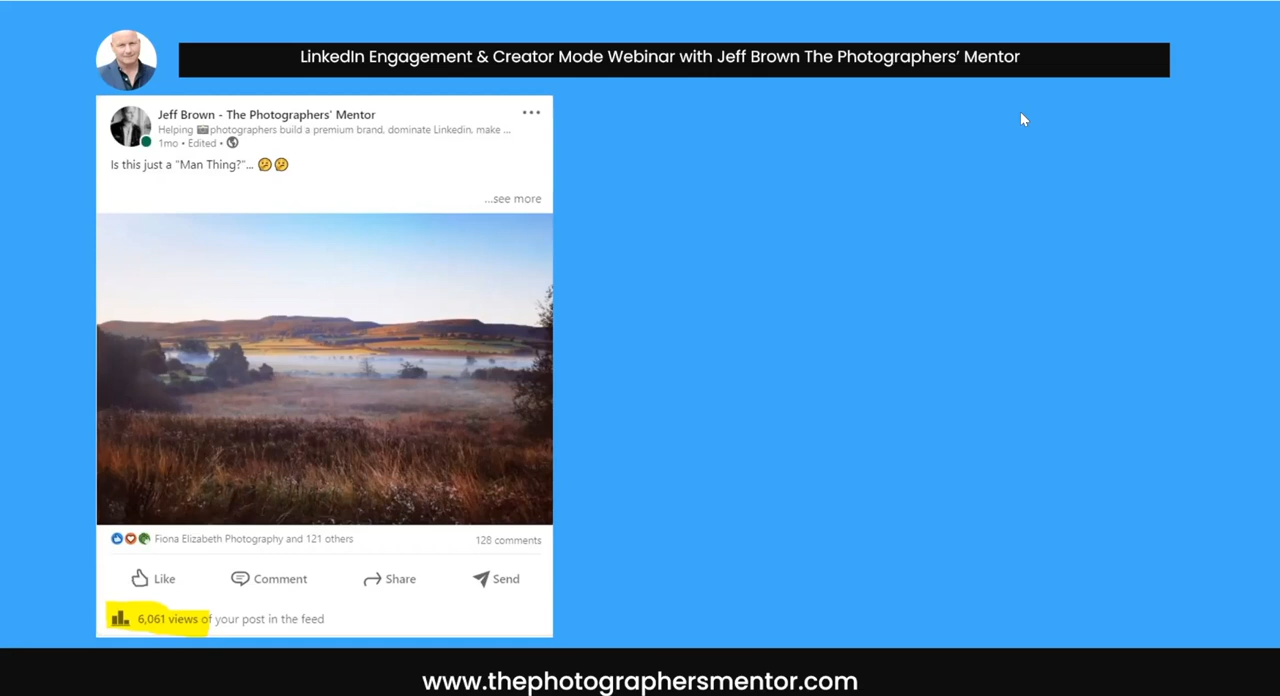 LinkedIn Engagement & Creator Mode Webinar with Jeff Brown The Photographers’ Mentor
Jeff Brown - The Photographers' Mentor
Helping 📷photographers build a premium brand, dominate Linkedin, make ...
1mo • Edited •
Is this just a "Man Thing?"... 🤔🤔
...see more
Fiona Elizabeth Photography and 121 others
128 comments
Like
Comment
Share
Send
6,061 views of your post in the feed
www.thephotographersmentor.com